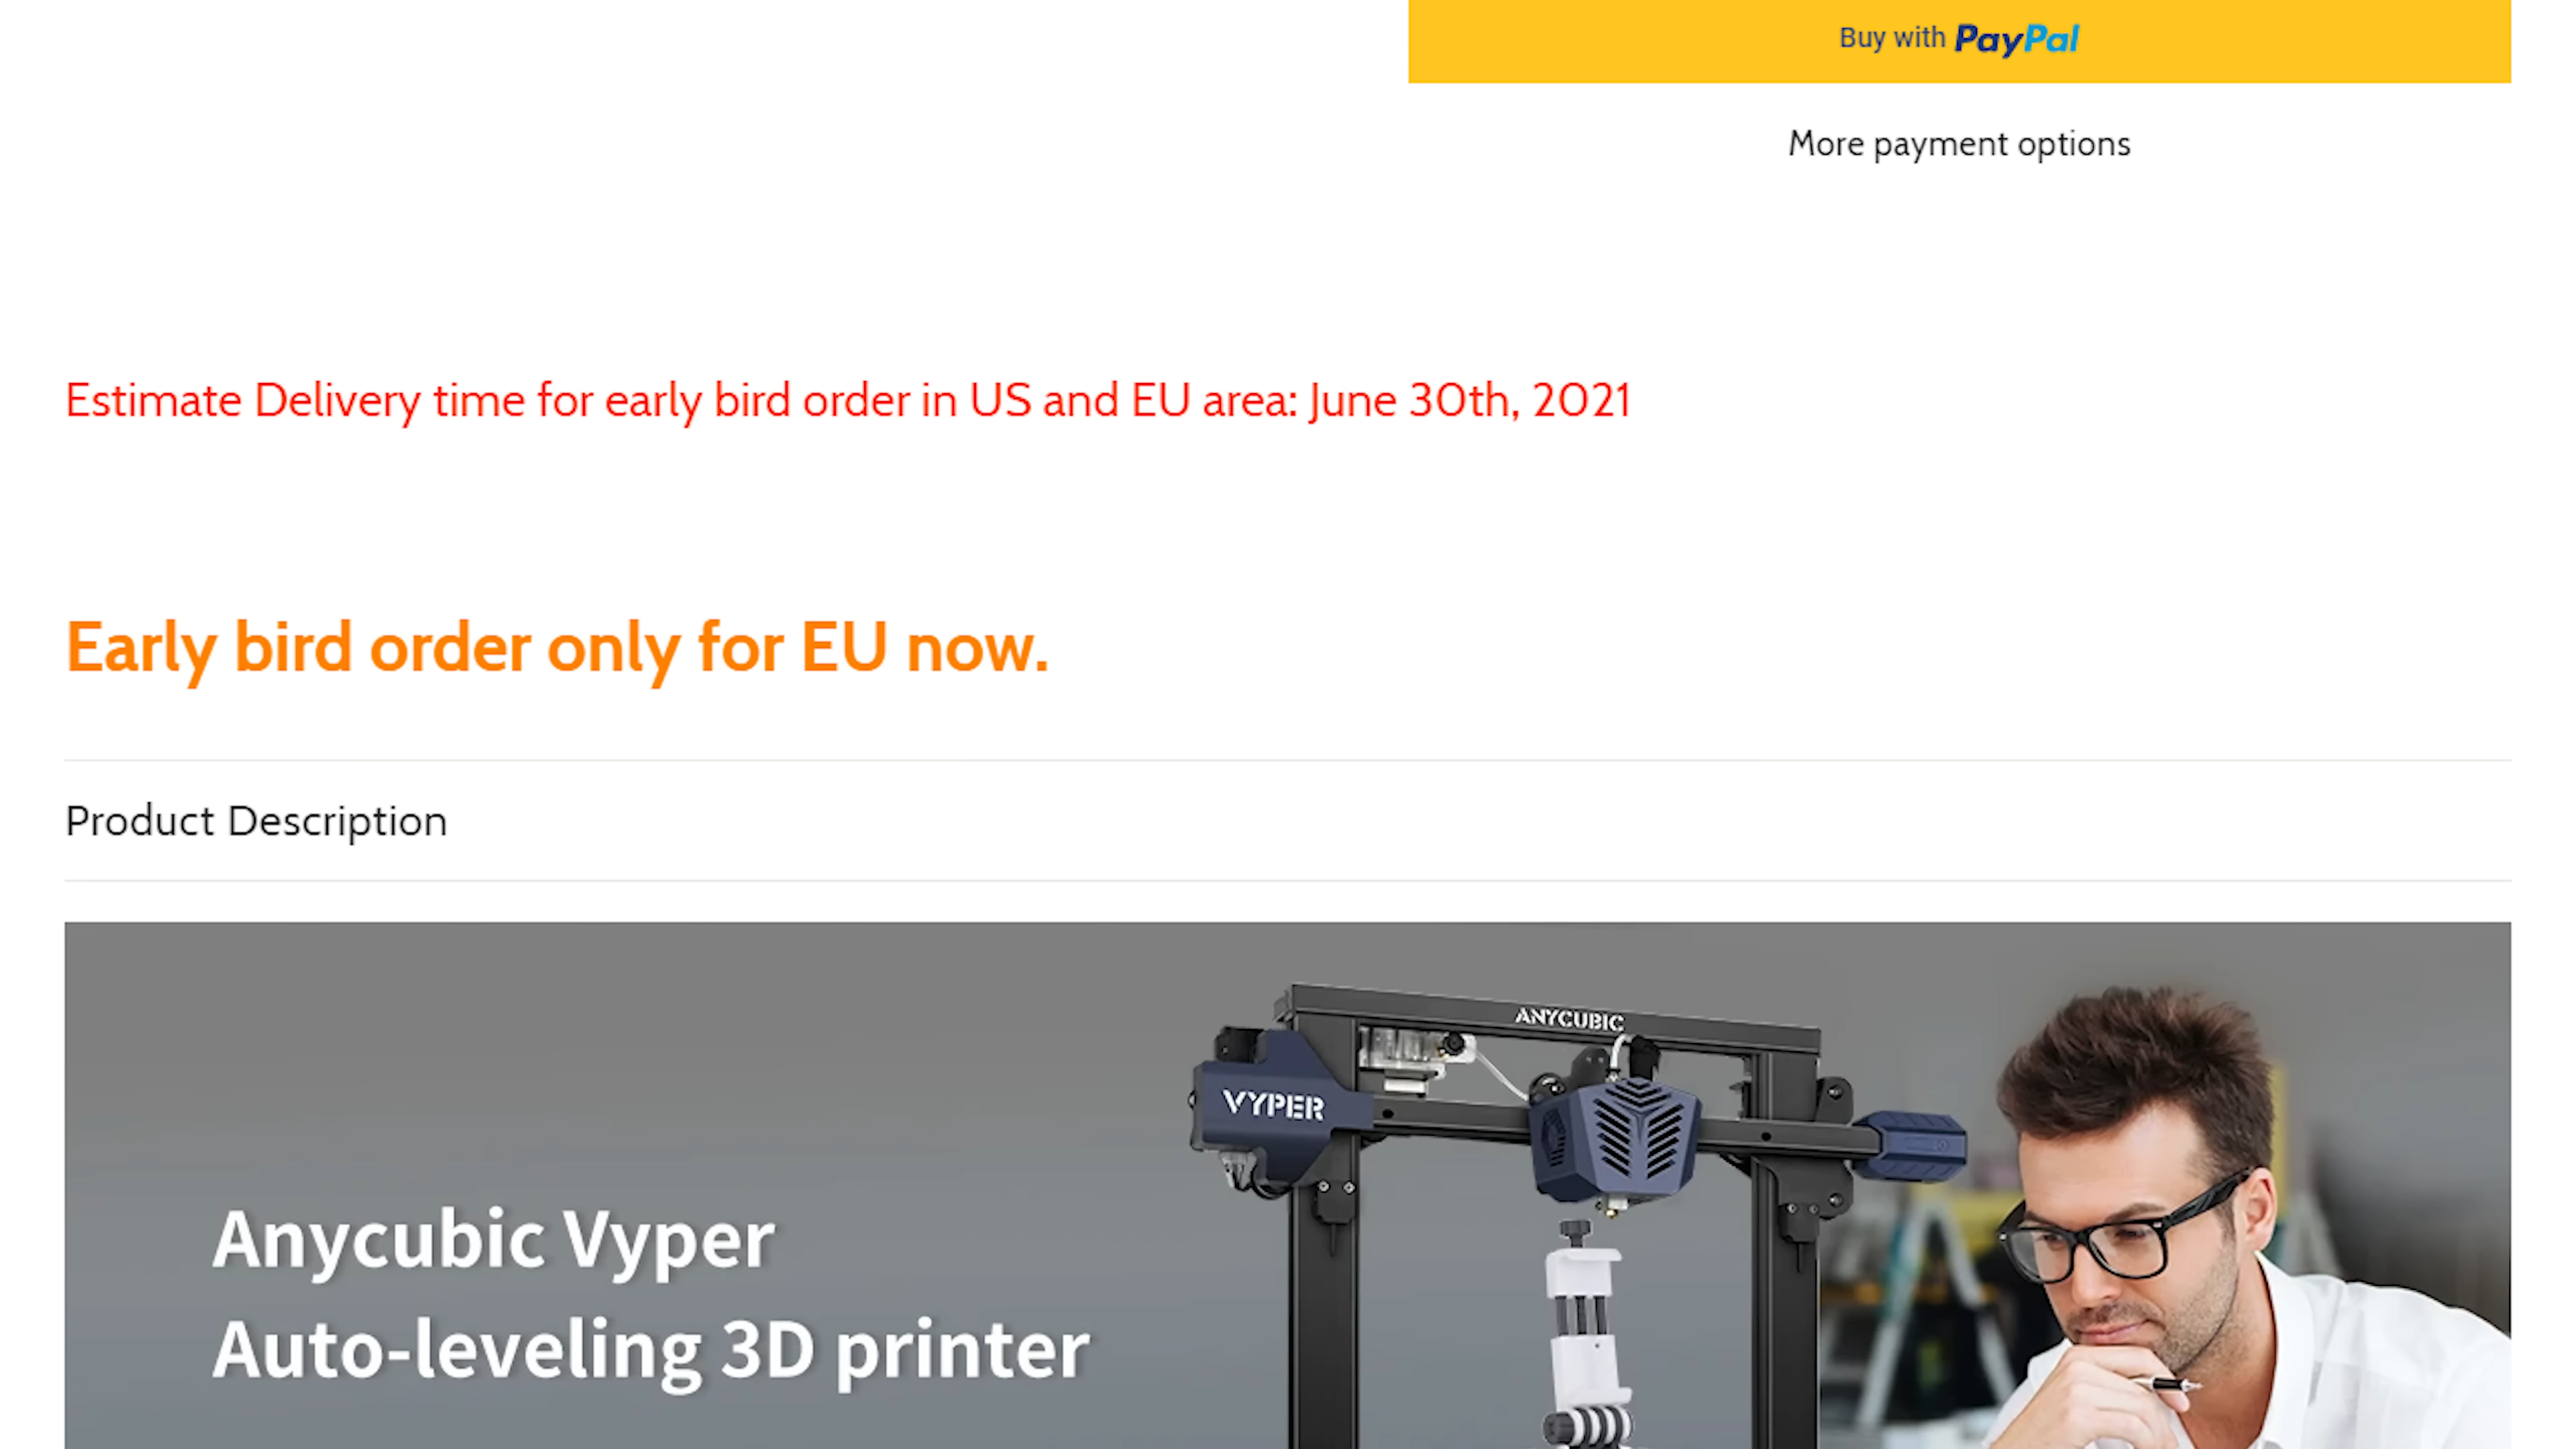 Buy with PayPal
More payment options
Estimate Delivery time for early bird order in US and EU area: June 30th, 2021
Early bird order only for EU now.
Product Description
ANYCUBIC
VYPER
Anycubic Vyper
Auto-leveling 3D printer